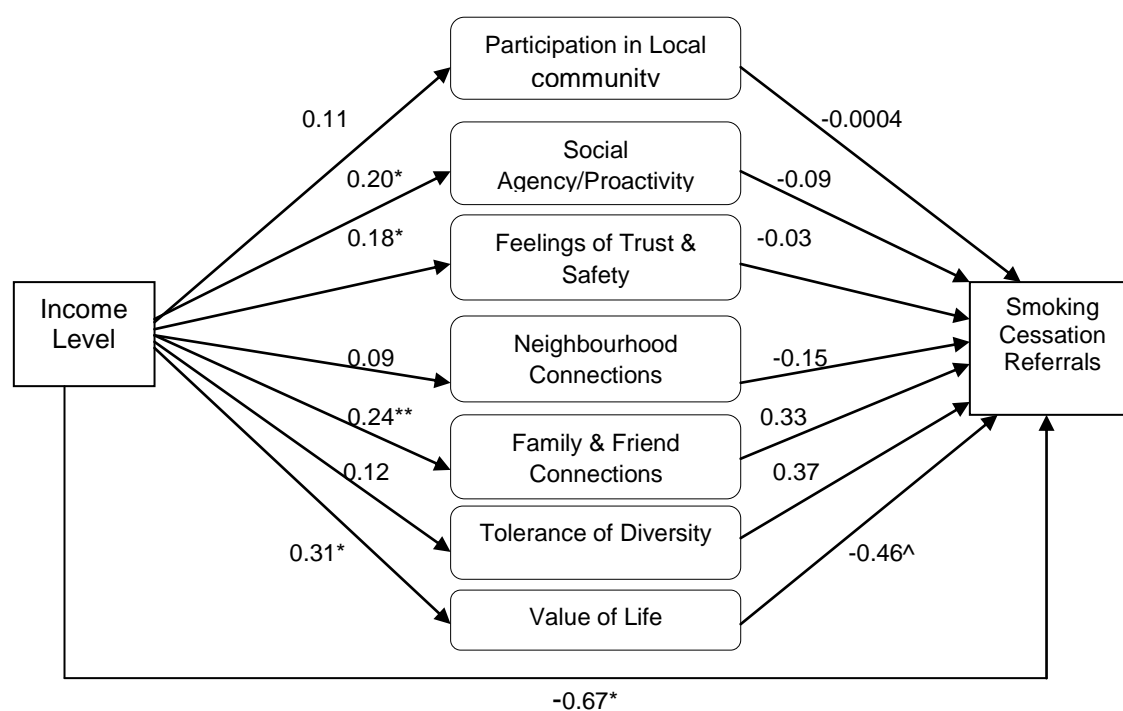 Participation in Local
community
0.11
-0.0004
Social
Agency/Proactivity
0.20*
-0.09
0.18*
Feelings of Trust &
Safety
-0.03
Income
Level
Smoking
Cessation
Referrals
0.09
Neighbourhood
Connections
-0.15
0.24**
Family & Friend
Connections
0.33
0.12
Tolerance of Diversity
0.37
0.31*
Value of Life
-0.46^
-0.67*